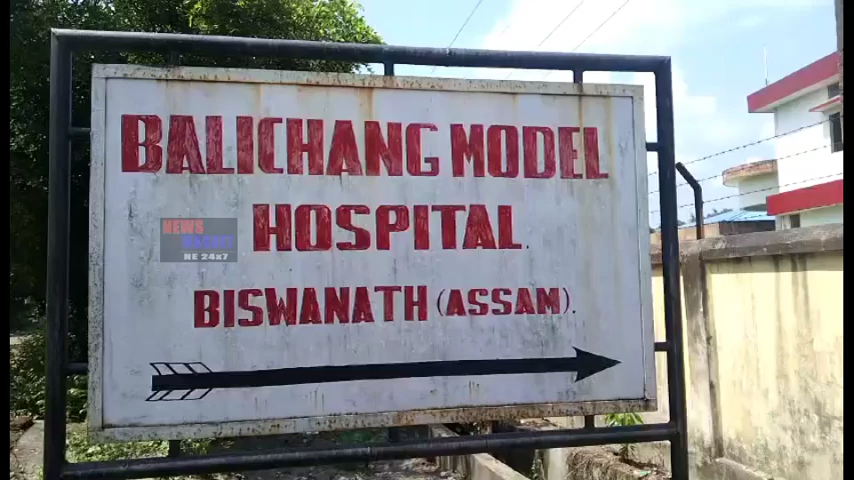 BALICHANG MODEL
HOSPITAL.
BISWANATH (ASSAM).
NEWS
NE 24x7